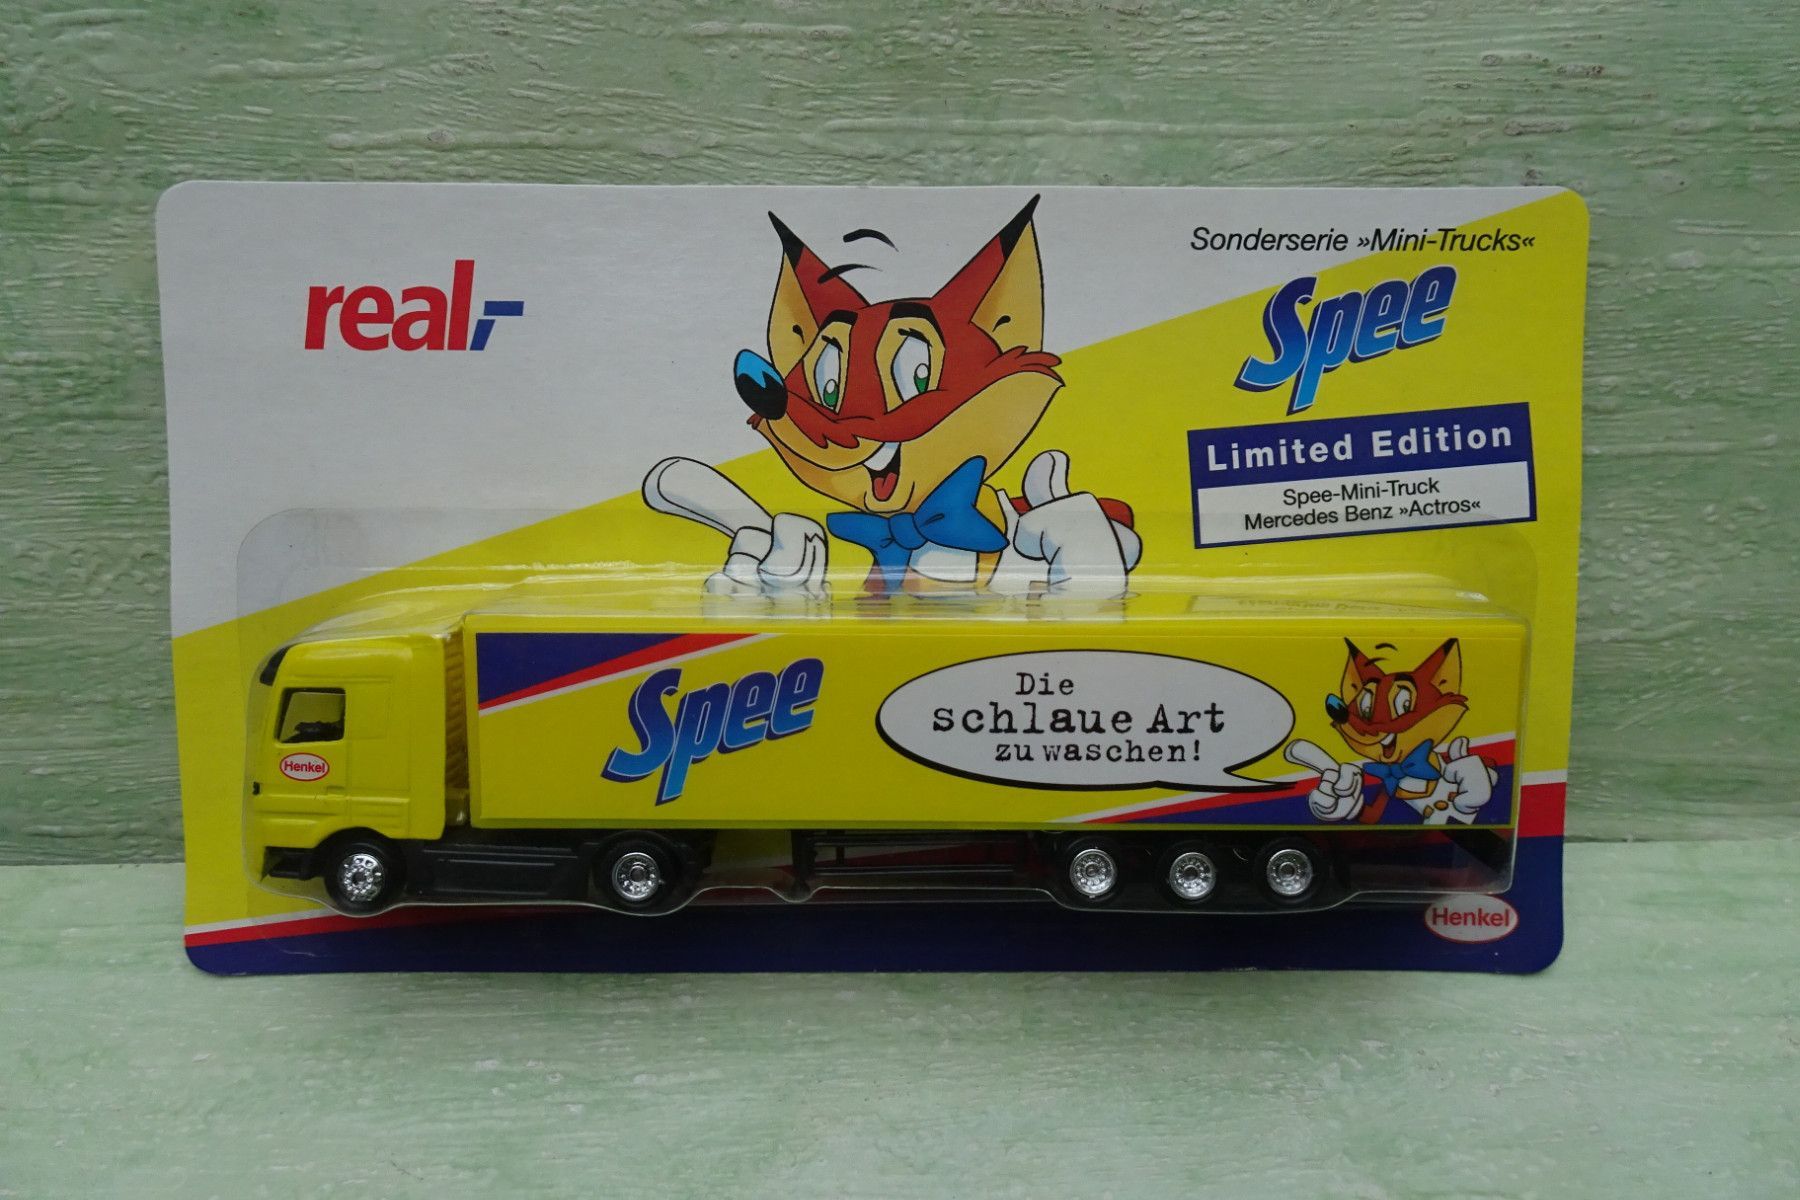 real,-
Sonderserie »Mini-Trucks«
Spee
Limited Edition
Spee-Mini-Truck
Mercedes Benz »Actros«
Spee
Die
schlaue Art
zu waschen!
Henkel
Henkel